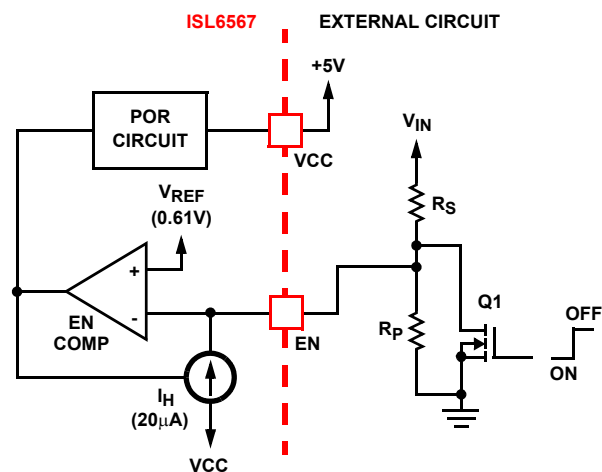 ISL6567
EXTERNAL CIRCUIT
+5V
POR
CIRCUIT
VCC
VIN
RS
VREF
(0.61V)
+
-
EN
COMP
EN
RP
Q1
OFF
ON
IH
(20μA)
VCC